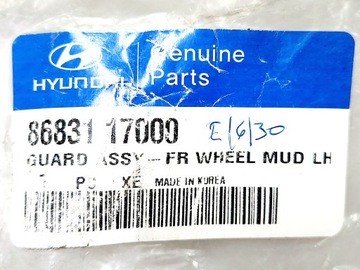 HYUNDAI
Genuine
Parts
86831 17000 E/6/30
GUARD ASSY-FR WHEEL MUD LH
MADE IN KOREA